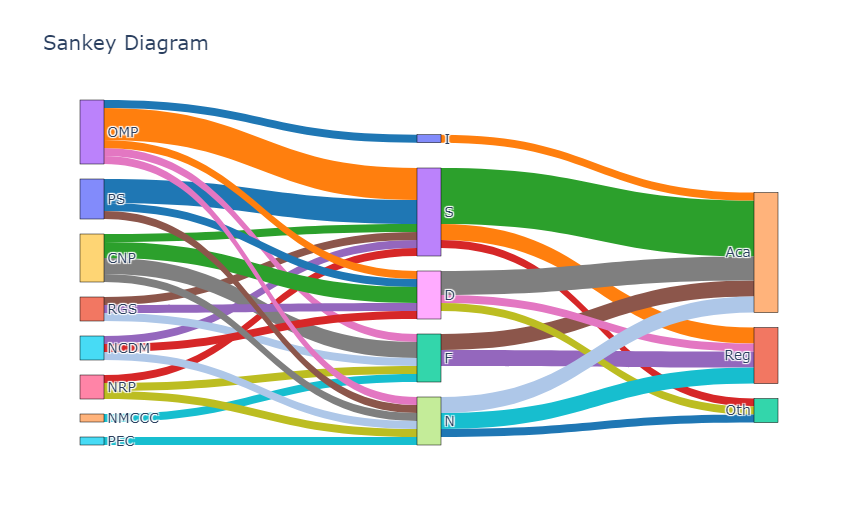 Sankey Diagram
OMP
PS
CNP
RGS
NCDM
NRP
NMCCC
PEC
I
S
D
F
N
Aca
Reg
Oth